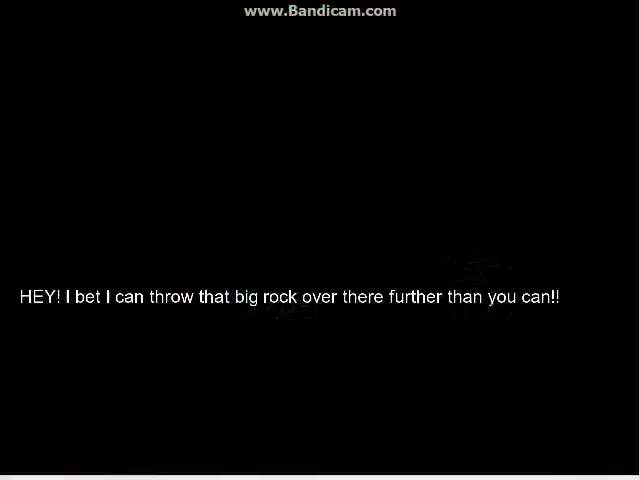 www.Bandicam.com
HEY! I bet I can throw that big rock over there further than you can!!